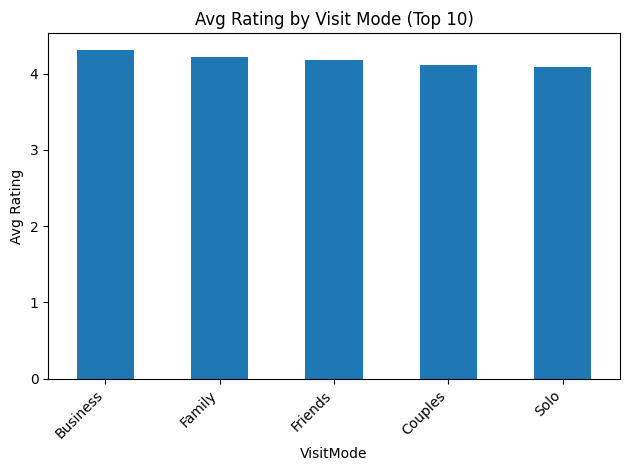 Avg Rating by Visit Mode (Top 10)
Avg Rating
4
3
2
1
0
Business
Family
Friends
Couples
Solo
VisitMode